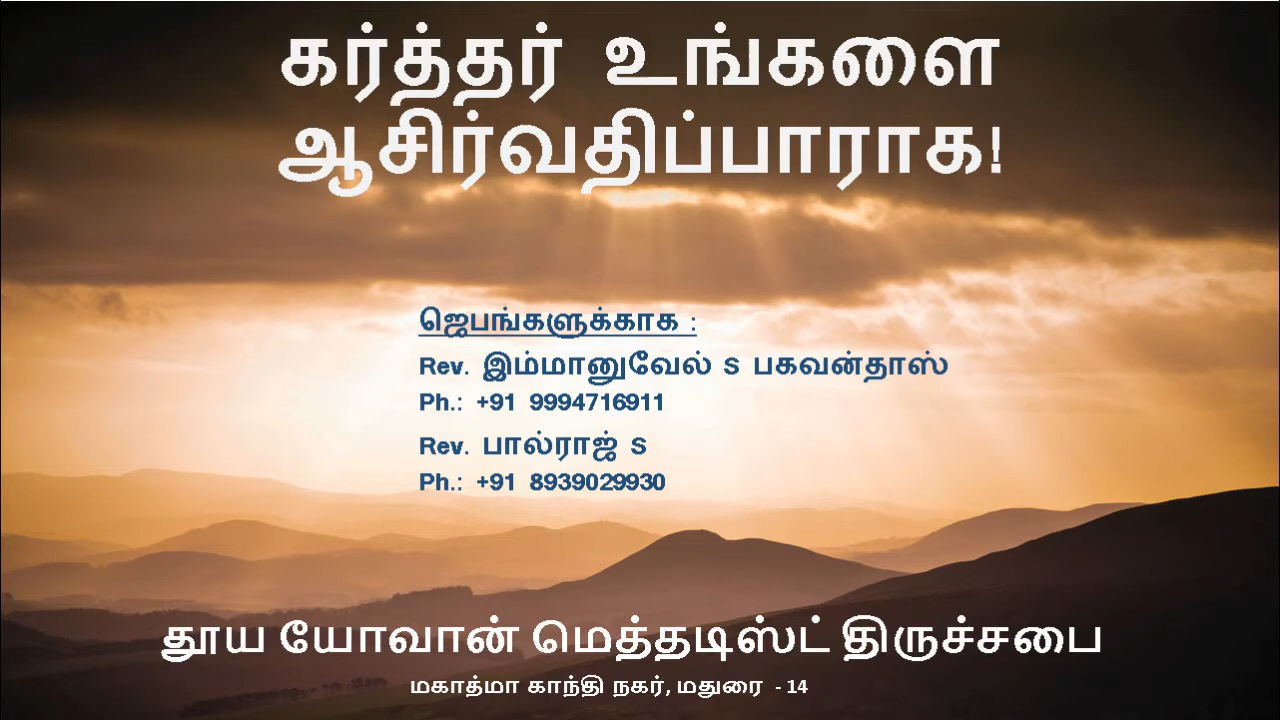 கர்த்தர் உங்களை
ஆசிர்வதிப்பாராக!
ஜெபங்களுக்காக :
Rev. இம்மானுவேல் S பகவன்தாஸ்
Ph.: +91 9994716911
Rev. பால்ராஜ் S
Ph.: +91 8939029930
தூய யோவான் மெத்தடிஸ்ட் திருச்சபை
மகாத்மா காந்தி நகர், மதுரை - 14